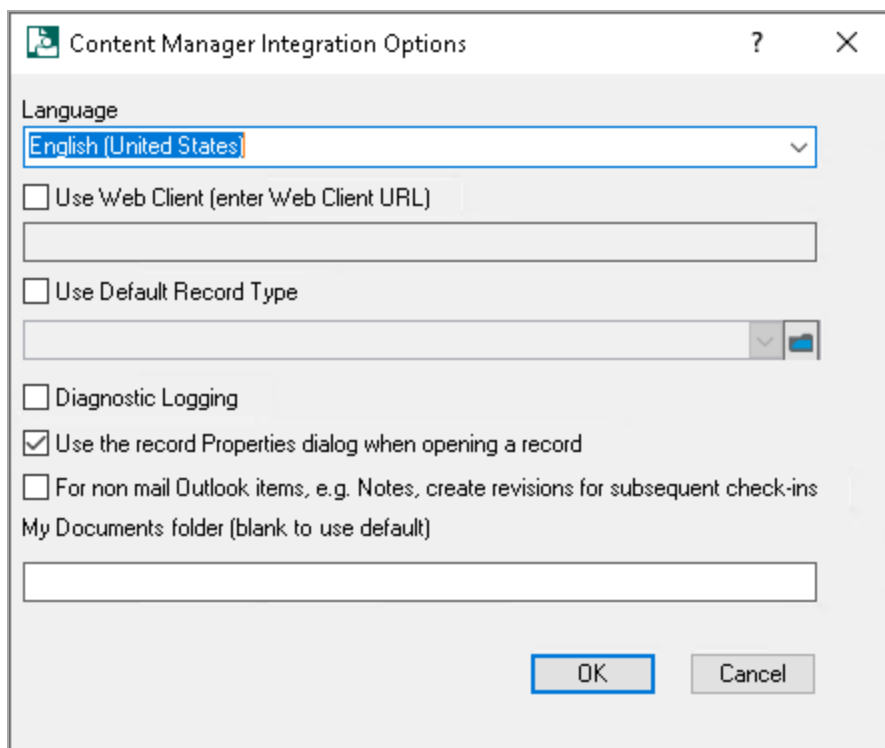 Content Manager Integration Options
Language
English (United States)
Use Web Client (enter Web Client URL)
Use Default Record Type
Diagnostic Logging
Use the record Properties dialog when opening a record
For non mail Outlook items, e.g. Notes, create revisions for subsequent check-ins
My Documents folder (blank to use default)
OK Cancel